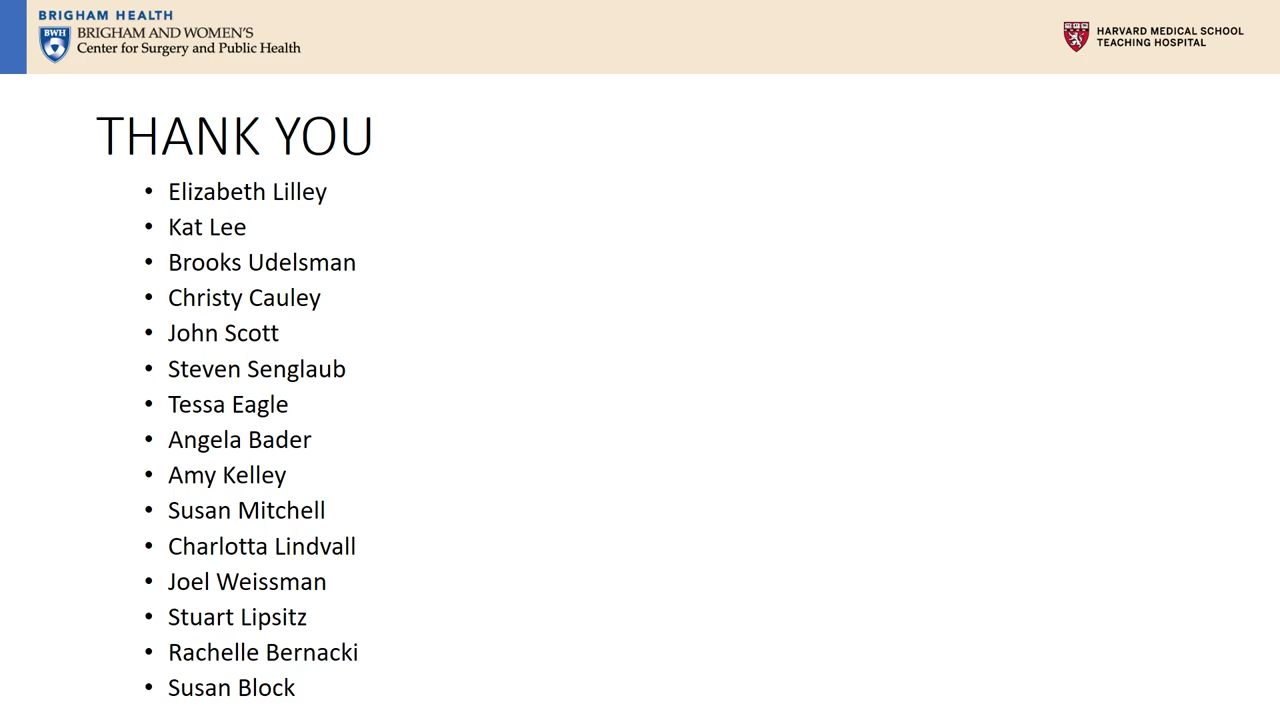 BRIGHAM HEALTH
BWH
BRIGHAM AND WOMEN'S
Center for Surgery and Public Health
HARVARD MEDICAL SCHOOL
TEACHING HOSPITAL
THANK YOU
• Elizabeth Lilley
• Kat Lee
• Brooks Udelsman
• Christy Cauley
• John Scott
• Steven Senglaub
• Tessa Eagle
• Angela Bader
• Amy Kelley
• Susan Mitchell
• Charlotta Lindvall
• Joel Weissman
• Stuart Lipsitz
• Rachelle Bernacki
• Susan Block